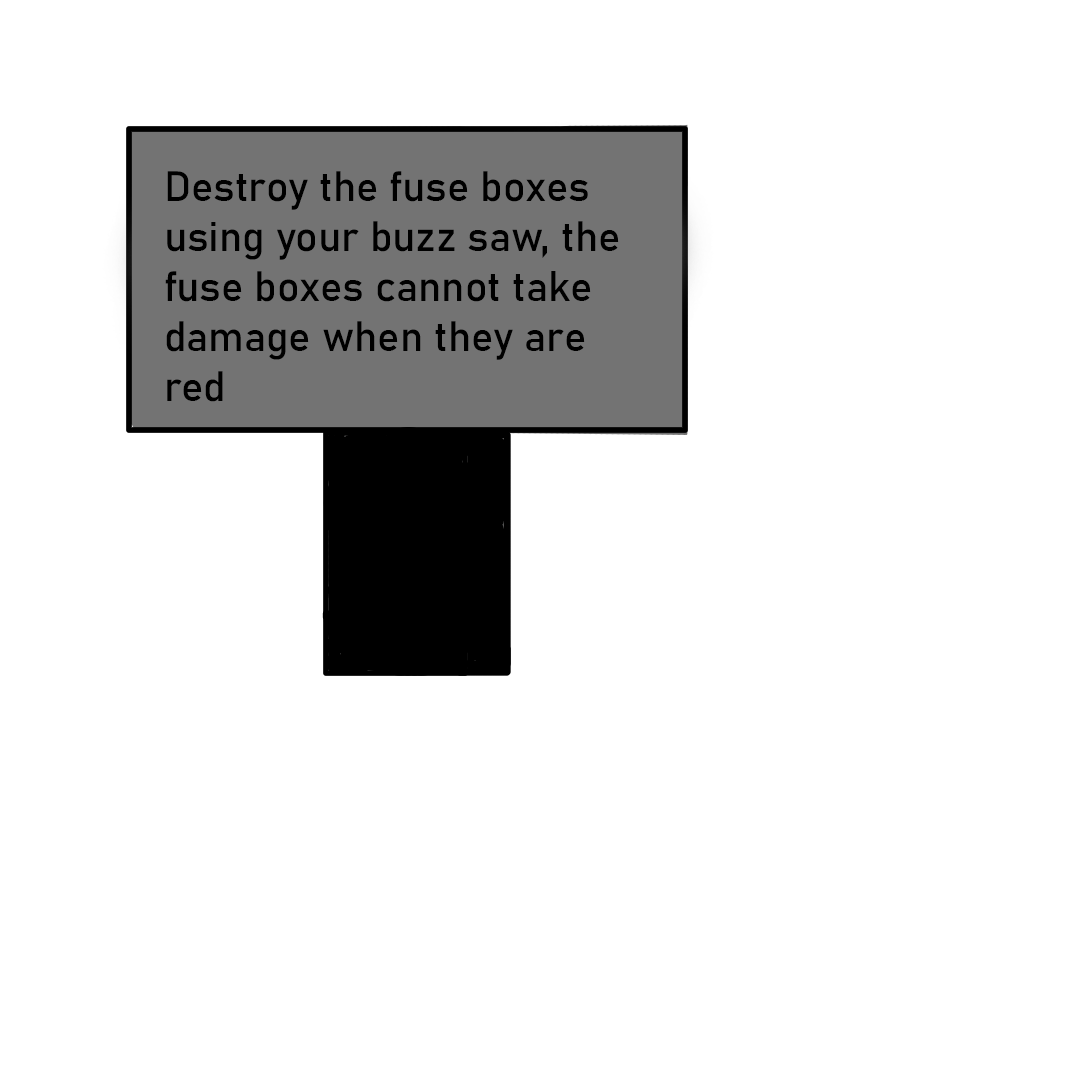 Destroy the fuse boxes
using your buzz saw, the
fuse boxes cannot take
damage when they are
red